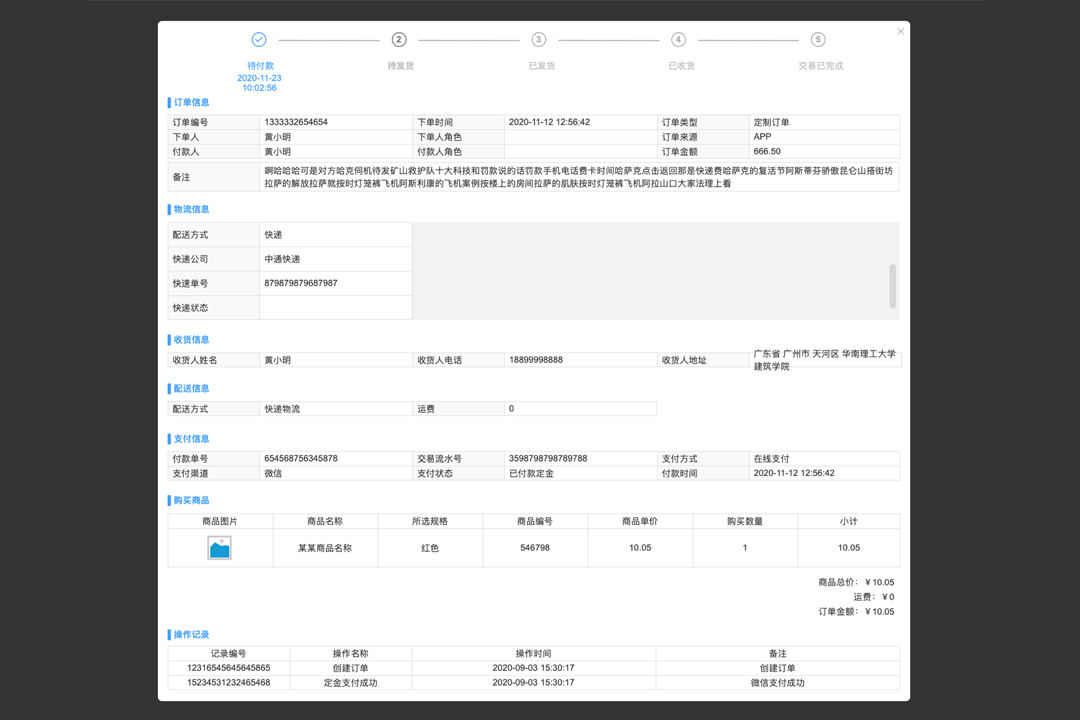 2 3 4 5
待付款 待发货 已发货 已收货 交易已完成
2020-11-23
10:02:56
订单信息
订单编号 1333332654654 下单时间 2020-11-12 12:56:42 订单类型 定制订单
下单人 黄小明 下单人角色 订单来源 APP
付款人 黄小明 付款人角色 订单金额 666.50
备注 啊哈哈哈可是对方哈克伺机待发矿山救护队十大科技和罚款说的话罚款手机电话费卡时间哈萨克点击返回那是快递费哈萨克的复活节阿斯蒂芬骄傲昆仑山搭街坊
拉萨的解放拉萨就按时灯笼裤飞机阿斯利康的飞机案例按楼上的房间拉萨的肌肤按时灯笼裤飞机阿拉山口大家法理上看
物流信息
配送方式 快递
快递公司 中通快递
快速单号 879879879687987
快递状态
收货信息
收货人姓名 黄小明 收货人电话 18899998888 收货人地址 广东省 广州市 天河区 华南理工大学
建筑学院
配送信息
配送方式 快递物流 运费 0
支付信息
付款单号 654568756345878 交易流水号 3598798798789788 支付方式 在线支付
支付渠道 微信 支付状态 已付款定金 付款时间 2020-11-12 12:56:42
购买商品
商品图片 商品名称 所选规格 商品编号 商品单价 购买数量 小计
某某商品名称 红色 546798 10.05 1 10.05
商品总价：￥10.05
运费：￥0
订单金额：￥10.05
操作记录
记录编号 操作名称 操作时间 备注
12316545645645865 创建订单 2020-09-03 15:30:17 创建订单
15234531232465468 定金支付成功 2020-09-03 15:30:17 微信支付成功